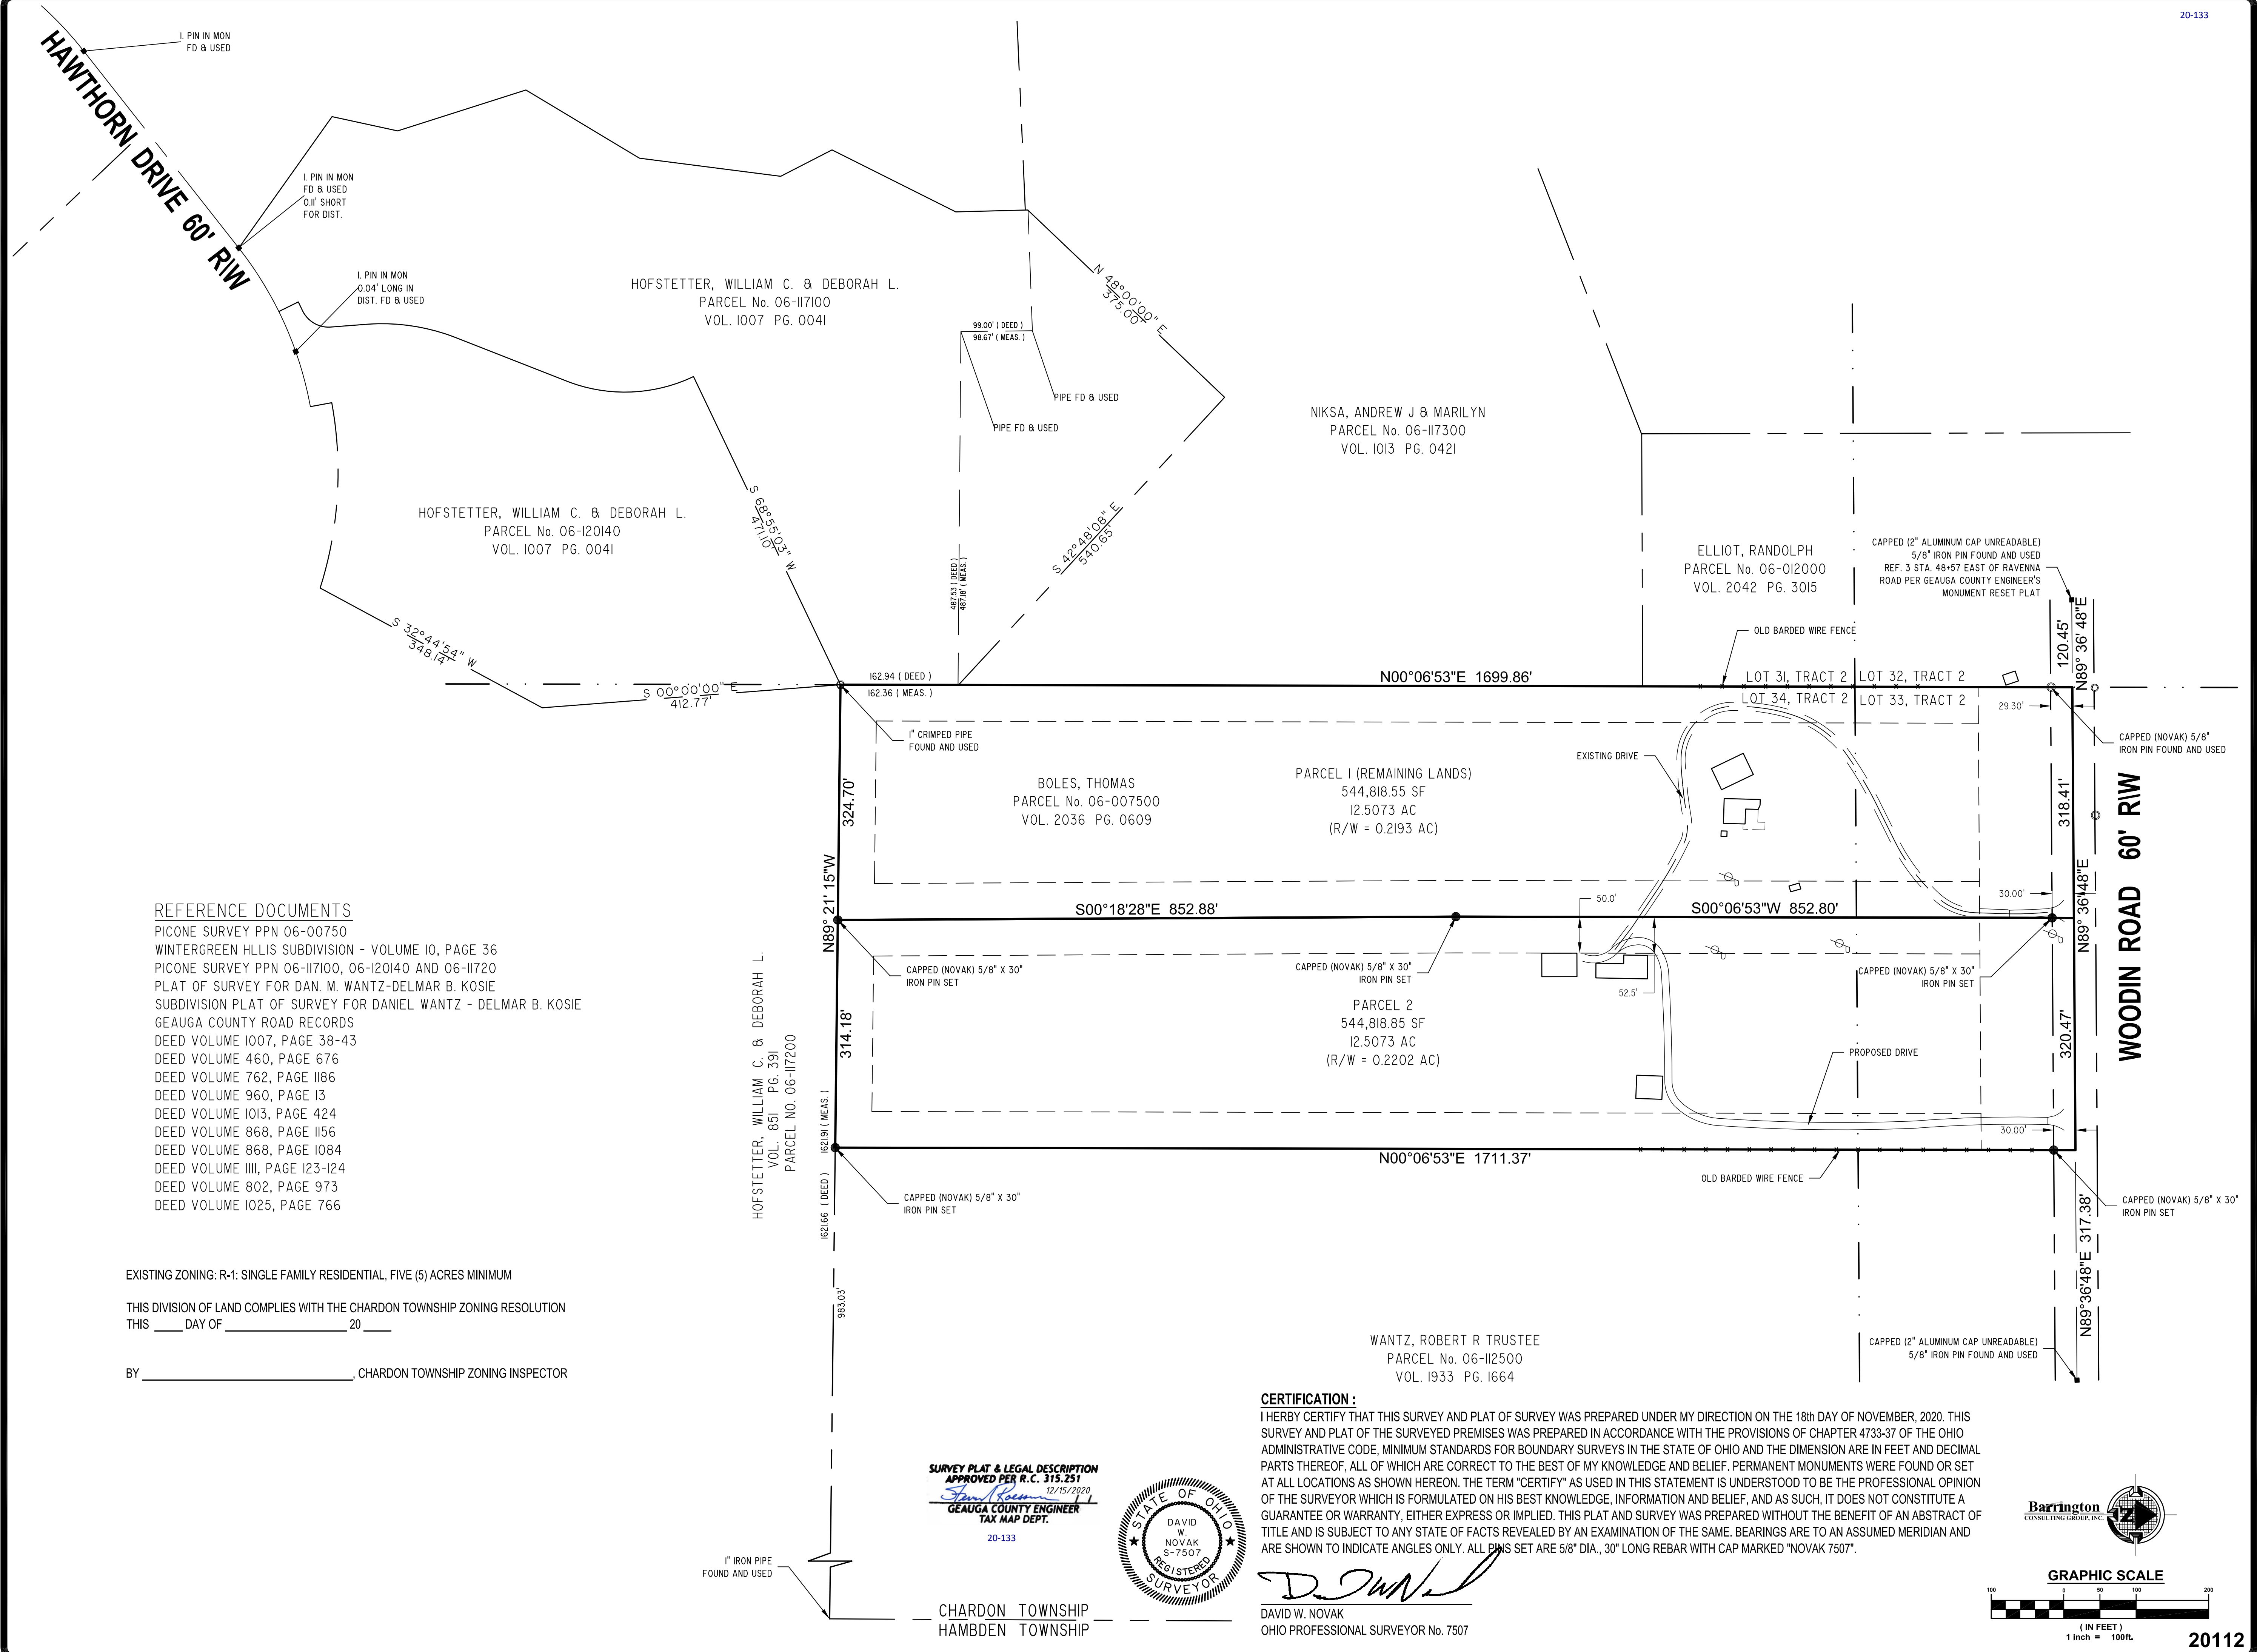 20-133
I. PIN IN MON
FD & USED
HAWTHORN DRIVE 60' R\W
I. PIN IN MON
FD & USED
0.11' SHORT
FOR DIST.
I. PIN IN MON
0.04' LONG IN
DIST. FD & USED
HOFSTETTER, WILLIAM C. & DEBORAH L.
PARCEL No. 06-117100
VOL. 1007 PG. 0041
N 48°00'00" E
375.00'
99.00' ( DEED )
98.67' ( MEAS. )
PIPE FD & USED
PIPE FD & USED
NIKSA, ANDREW J & MARILYN
PARCEL No. 06-117300
VOL. 1013 PG. 0421
HOFSTETTER, WILLIAM C. & DEBORAH L.
PARCEL No. 06-120140
VOL. 1007 PG. 0041
S 68°55'03" W
471.10'
487.53 ( DEED )
487.18' ( MEAS. )
S 42°48'08" E
540.65'
ELLIOT, RANDOLPH
PARCEL No. 06-012000
VOL. 2042 PG. 3015
CAPPED (2" ALUMINUM CAP UNREADABLE)
5/8" IRON PIN FOUND AND USED
REF. 3 STA. 48+57 EAST OF RAVENNA
ROAD PER GEAUGA COUNTY ENGINEER'S
MONUMENT RESET PLAT
120.45'
N89° 36' 48"E
S 32°44'54" W
348.14'
OLD BARDED WIRE FENCE
S 00°00'00" E
412.77'
162.94 ( DEED )
162.36 ( MEAS. )
N00°06'53"E 1699.86'
LOT 31, TRACT 2
LOT 32, TRACT 2
LOT 34, TRACT 2
LOT 33, TRACT 2
29.30'
1" CRIMPED PIPE
FOUND AND USED
CAPPED (NOVAK) 5/8"
IRON PIN FOUND AND USED
EXISTING DRIVE
324.70'
BOLES, THOMAS
PARCEL No. 06-007500
VOL. 2036 PG. 0609
PARCEL 1 (REMAINING LANDS)
544,818.55 SF
12.5073 AC
(R/W = 0.2193 AC)
318.41'
WOODIN ROAD 60' R\W
N89° 21' 15"W
N89° 36'48"E
30.00'
50.0'
S00°18'28"E 852.88'
S00°06'53"W 852.80'
REFERENCE DOCUMENTS
PICONE SURVEY PPN 06-00750
WINTERGREEN HLLIS SUBDIVISION - VOLUME 10, PAGE 36
PICONE SURVEY PPN 06-117100, 06-120140 AND 06-11720
PLAT OF SURVEY FOR DAN. M. WANTZ-DELMAR B. KOSIE
SUBDIVISION PLAT OF SURVEY FOR DANIEL WANTZ - DELMAR B. KOSIE
GEAUGA COUNTY ROAD RECORDS
DEED VOLUME 1007, PAGE 38-43
DEED VOLUME 460, PAGE 676
DEED VOLUME 762, PAGE 1186
DEED VOLUME 960, PAGE 13
DEED VOLUME 1013, PAGE 424
DEED VOLUME 868, PAGE 1156
DEED VOLUME 868, PAGE 1084
DEED VOLUME 1111, PAGE 123-124
DEED VOLUME 802, PAGE 973
DEED VOLUME 1025, PAGE 766
CAPPED (NOVAK) 5/8" X 30"
IRON PIN SET
CAPPED (NOVAK) 5/8" X 30"
IRON PIN SET
CAPPED (NOVAK) 5/8" X 30"
IRON PIN SET
52.5'
PARCEL 2
544,818.85 SF
12.5073 AC
(R/W = 0.2202 AC)
314.18'
320.47'
PROPOSED DRIVE
HOFSTETTER, WILLIAM C. & DEBORAH L.
VOL. 851 PG. 391
PARCEL NO. 06-117200
1621.66 ( DEED ) 1621.91 ( MEAS. )
30.00'
N00°06'53"E 1711.37'
OLD BARDED WIRE FENCE
CAPPED (NOVAK) 5/8" X 30"
IRON PIN SET
CAPPED (NOVAK) 5/8" X 30"
IRON PIN SET
N89°36'48"E 317.38'
983.03'
EXISTING ZONING: R-1: SINGLE FAMILY RESIDENTIAL, FIVE (5) ACRES MINIMUM
THIS DIVISION OF LAND COMPLIES WITH THE CHARDON TOWNSHIP ZONING RESOLUTION
THIS ____ DAY OF ________________ 20 ____
BY ____________________________, CHARDON TOWNSHIP ZONING INSPECTOR
WANTZ, ROBERT R TRUSTEE
PARCEL No. 06-112500
VOL. 1933 PG. 1664
CAPPED (2" ALUMINUM CAP UNREADABLE)
5/8" IRON PIN FOUND AND USED
CERTIFICATION :
I HERBY CERTIFY THAT THIS SURVEY AND PLAT OF SURVEY WAS PREPARED UNDER MY DIRECTION ON THE 18th DAY OF NOVEMBER, 2020. THIS
SURVEY AND PLAT OF THE SURVEYED PREMISES WAS PREPARED IN ACCORDANCE WITH THE PROVISIONS OF CHAPTER 4733-37 OF THE OHIO
ADMINISTRATIVE CODE, MINIMUM STANDARDS FOR BOUNDARY SURVEYS IN THE STATE OF OHIO AND THE DIMENSION ARE IN FEET AND DECIMAL
PARTS THEREOF, ALL OF WHICH ARE CORRECT TO THE BEST OF MY KNOWLEDGE AND BELIEF. PERMANENT MONUMENTS WERE FOUND OR SET
AT ALL LOCATIONS AS SHOWN HEREON. THE TERM "CERTIFY" AS USED IN THIS STATEMENT IS UNDERSTOOD TO BE THE PROFESSIONAL OPINION
OF THE SURVEYOR WHICH IS FORMULATED ON HIS BEST KNOWLEDGE, INFORMATION AND BELIEF, AND AS SUCH, IT DOES NOT CONSTITUTE A
GUARANTEE OR WARRANTY, EITHER EXPRESS OR IMPLIED. THIS PLAT AND SURVEY WAS PREPARED WITHOUT THE BENEFIT OF AN ABSTRACT OF
TITLE AND IS SUBJECT TO ANY STATE OF FACTS REVEALED BY AN EXAMINATION OF THE SAME. BEARINGS ARE TO AN ASSUMED MERIDIAN AND
ARE SHOWN TO INDICATE ANGLES ONLY. ALL PINS SET ARE 5/8" DIA., 30" LONG REBAR WITH CAP MARKED "NOVAK 7507".
DAVID W. NOVAK
OHIO PROFESSIONAL SURVEYOR No. 7507
SURVEY PLAT & LEGAL DESCRIPTION
APPROVED PER R.C. 315.251
12/15/2020
GEAUGA COUNTY ENGINEER
TAX MAP DEPT.
20-133
STATE OF OHIO
DAVID
W.
NOVAK
S-7507
REGISTERED
SURVEYOR
1" IRON PIPE
FOUND AND USED
CHARDON TOWNSHIP
HAMBDEN TOWNSHIP
Barrington
CONSULTING GROUP, INC.
N
GRAPHIC SCALE
100 0 50 100 200
( IN FEET )
1 inch = 100ft.
20112